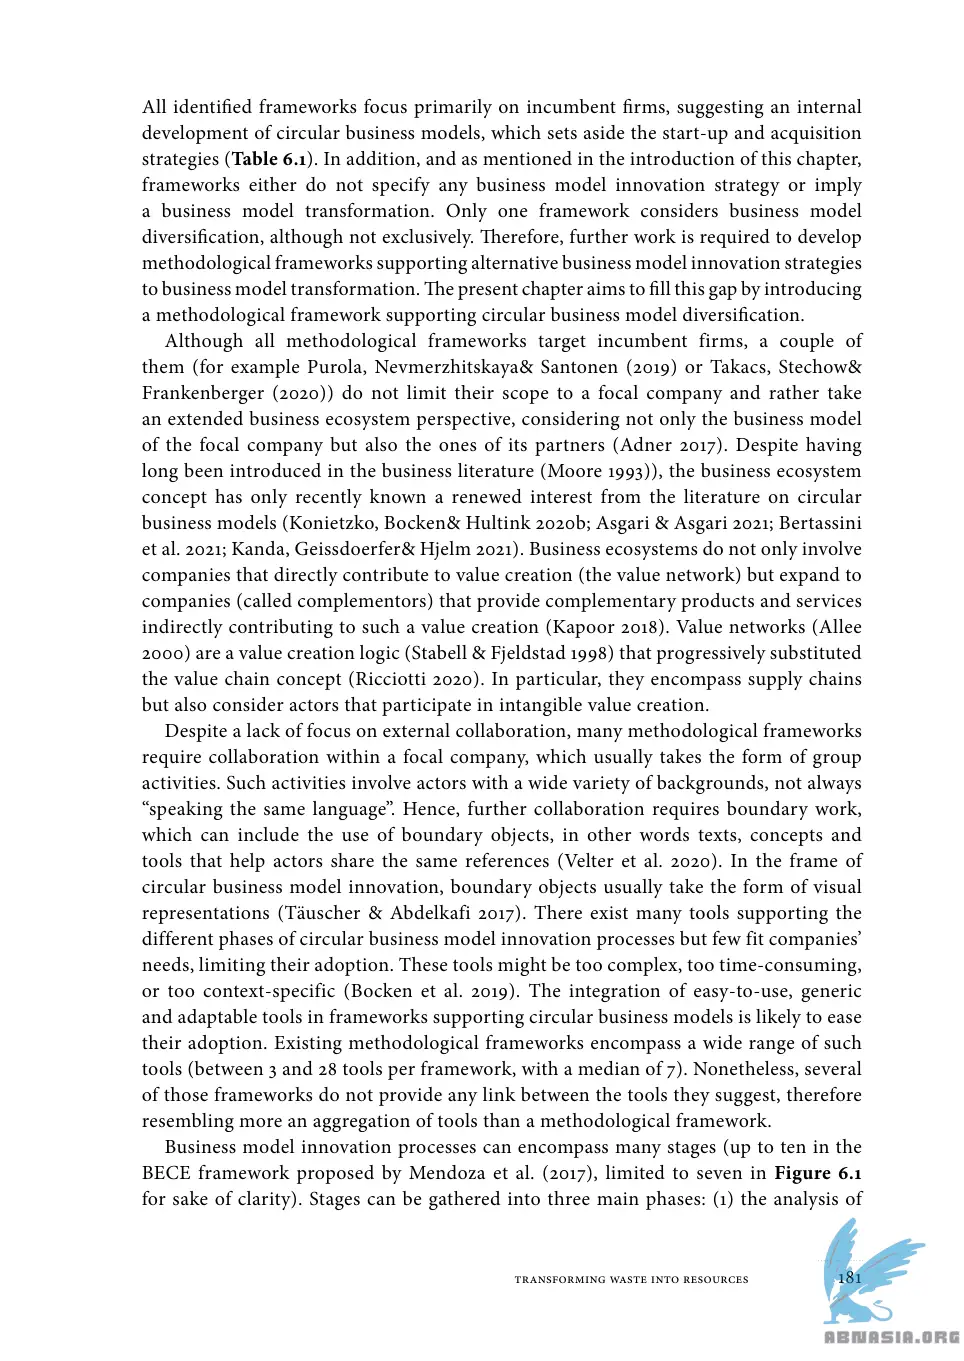 All identified frameworks focus primarily on incumbent firms, suggesting an internal
development of circular business models, which sets aside the start-up and acquisition
strategies (Table 6.1). In addition, and as mentioned in the introduction of this chapter,
frameworks either do not specify any business model innovation strategy or imply
a business model transformation. Only one framework considers business model
diversification, although not exclusively. Therefore, further work is required to develop
methodological frameworks supporting alternative business model innovation strategies
to business model transformation. The present chapter aims to fill this gap by introducing
a methodological framework supporting circular business model diversification.
Although all methodological frameworks target incumbent firms, a couple of
them (for example Purola, Nevmerzhitskaya& Santonen (2019) or Takacs, Stechow&
Frankenberger (2020)) do not limit their scope to a focal company and rather take
an extended business ecosystem perspective, considering not only the business model
of the focal company but also the ones of its partners (Adner 2017). Despite having
long been introduced in the business literature (Moore 1993)), the business ecosystem
concept has only recently known a renewed interest from the literature on circular
business models (Konietzko, Bocken& Hultink 2020b; Asgari & Asgari 2021; Bertassini
et al. 2021; Kanda, Geissdoerfer& Hjelm 2021). Business ecosystems do not only involve
companies that directly contribute to value creation (the value network) but expand to
companies (called complementors) that provide complementary products and services
indirectly contributing to such a value creation (Kapoor 2018). Value networks (Allee
2000) are a value creation logic (Stabell & Fjeldstad 1998) that progressively substituted
the value chain concept (Ricciotti 2020). In particular, they encompass supply chains
but also consider actors that participate in intangible value creation.
Despite a lack of focus on external collaboration, many methodological frameworks
require collaboration within a focal company, which usually takes the form of group
activities. Such activities involve actors with a wide variety of backgrounds, not always
“speaking the same language”. Hence, further collaboration requires boundary work,
which can include the use of boundary objects, in other words texts, concepts and
tools that help actors share the same references (Velter et al. 2020). In the frame of
circular business model innovation, boundary objects usually take the form of visual
representations (Täuscher & Abdelkafi 2017). There exist many tools supporting the
different phases of circular business model innovation processes but few fit companies’
needs, limiting their adoption. These tools might be too complex, too time-consuming,
or too context-specific (Bocken et al. 2019). The integration of easy-to-use, generic
and adaptable tools in frameworks supporting circular business models is likely to ease
their adoption. Existing methodological frameworks encompass a wide range of such
tools (between 3 and 28 tools per framework, with a median of 7). Nonetheless, several
of those frameworks do not provide any link between the tools they suggest, therefore
resembling more an aggregation of tools than a methodological framework.
Business model innovation processes can encompass many stages (up to ten in the
BECE framework proposed by Mendoza et al. (2017), limited to seven in Figure 6.1
for sake of clarity). Stages can be gathered into three main phases: (1) the analysis of
TRANSFORMING WASTE INTO RESOURCES 181
ABNASIA.ORG